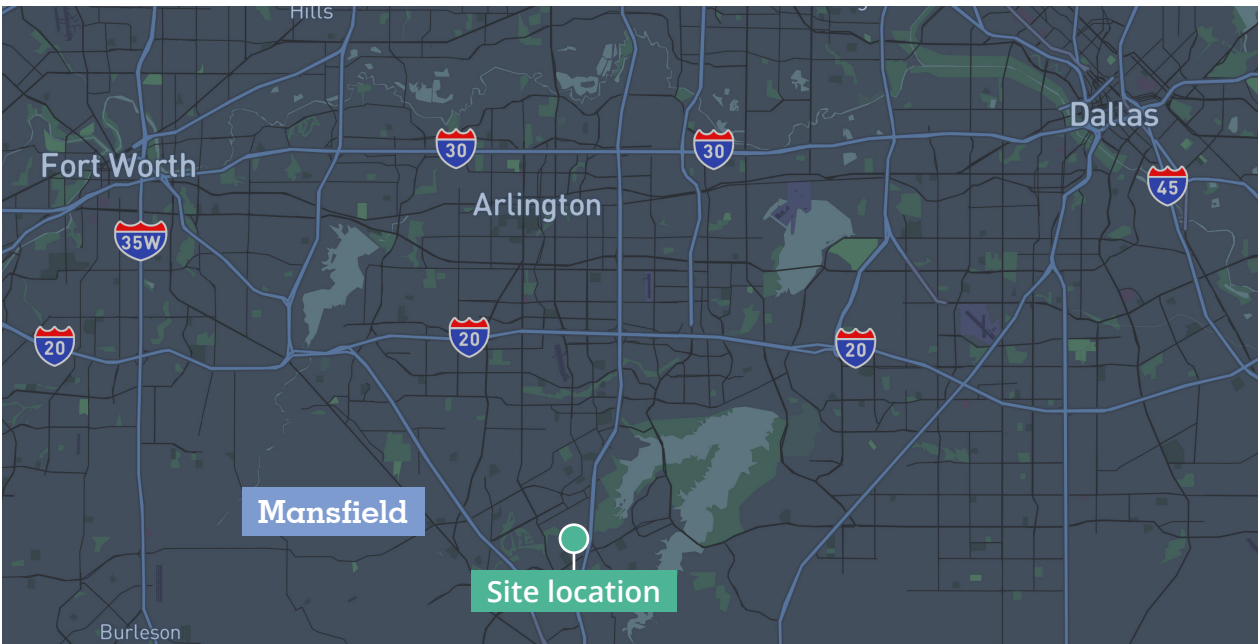 Hills
Dallas
30
30
Fort Worth
45
Arlington
35W
20
20
20
Mansfield
Site location
Burleson